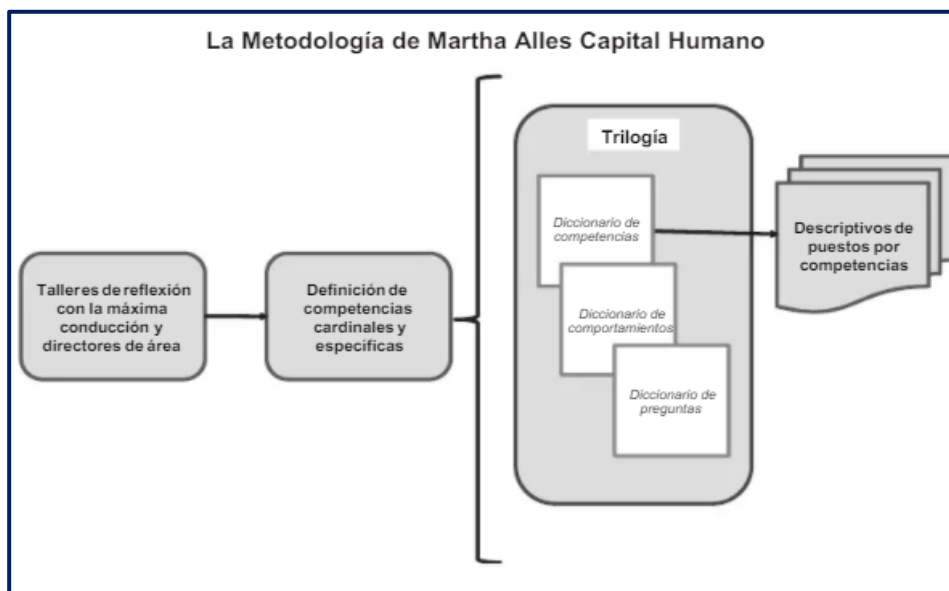 La Metodología de Martha Alles Capital Humano
Talleres de reflexión
con la máxima
conducción y
directores de área
Definición de
competencias
cardinales y
específicas
Trilogía
Diccionario de
competencias
Diccionario de
comportamientos
Diccionario de
preguntas
Descriptivos de
puestos por
competencias